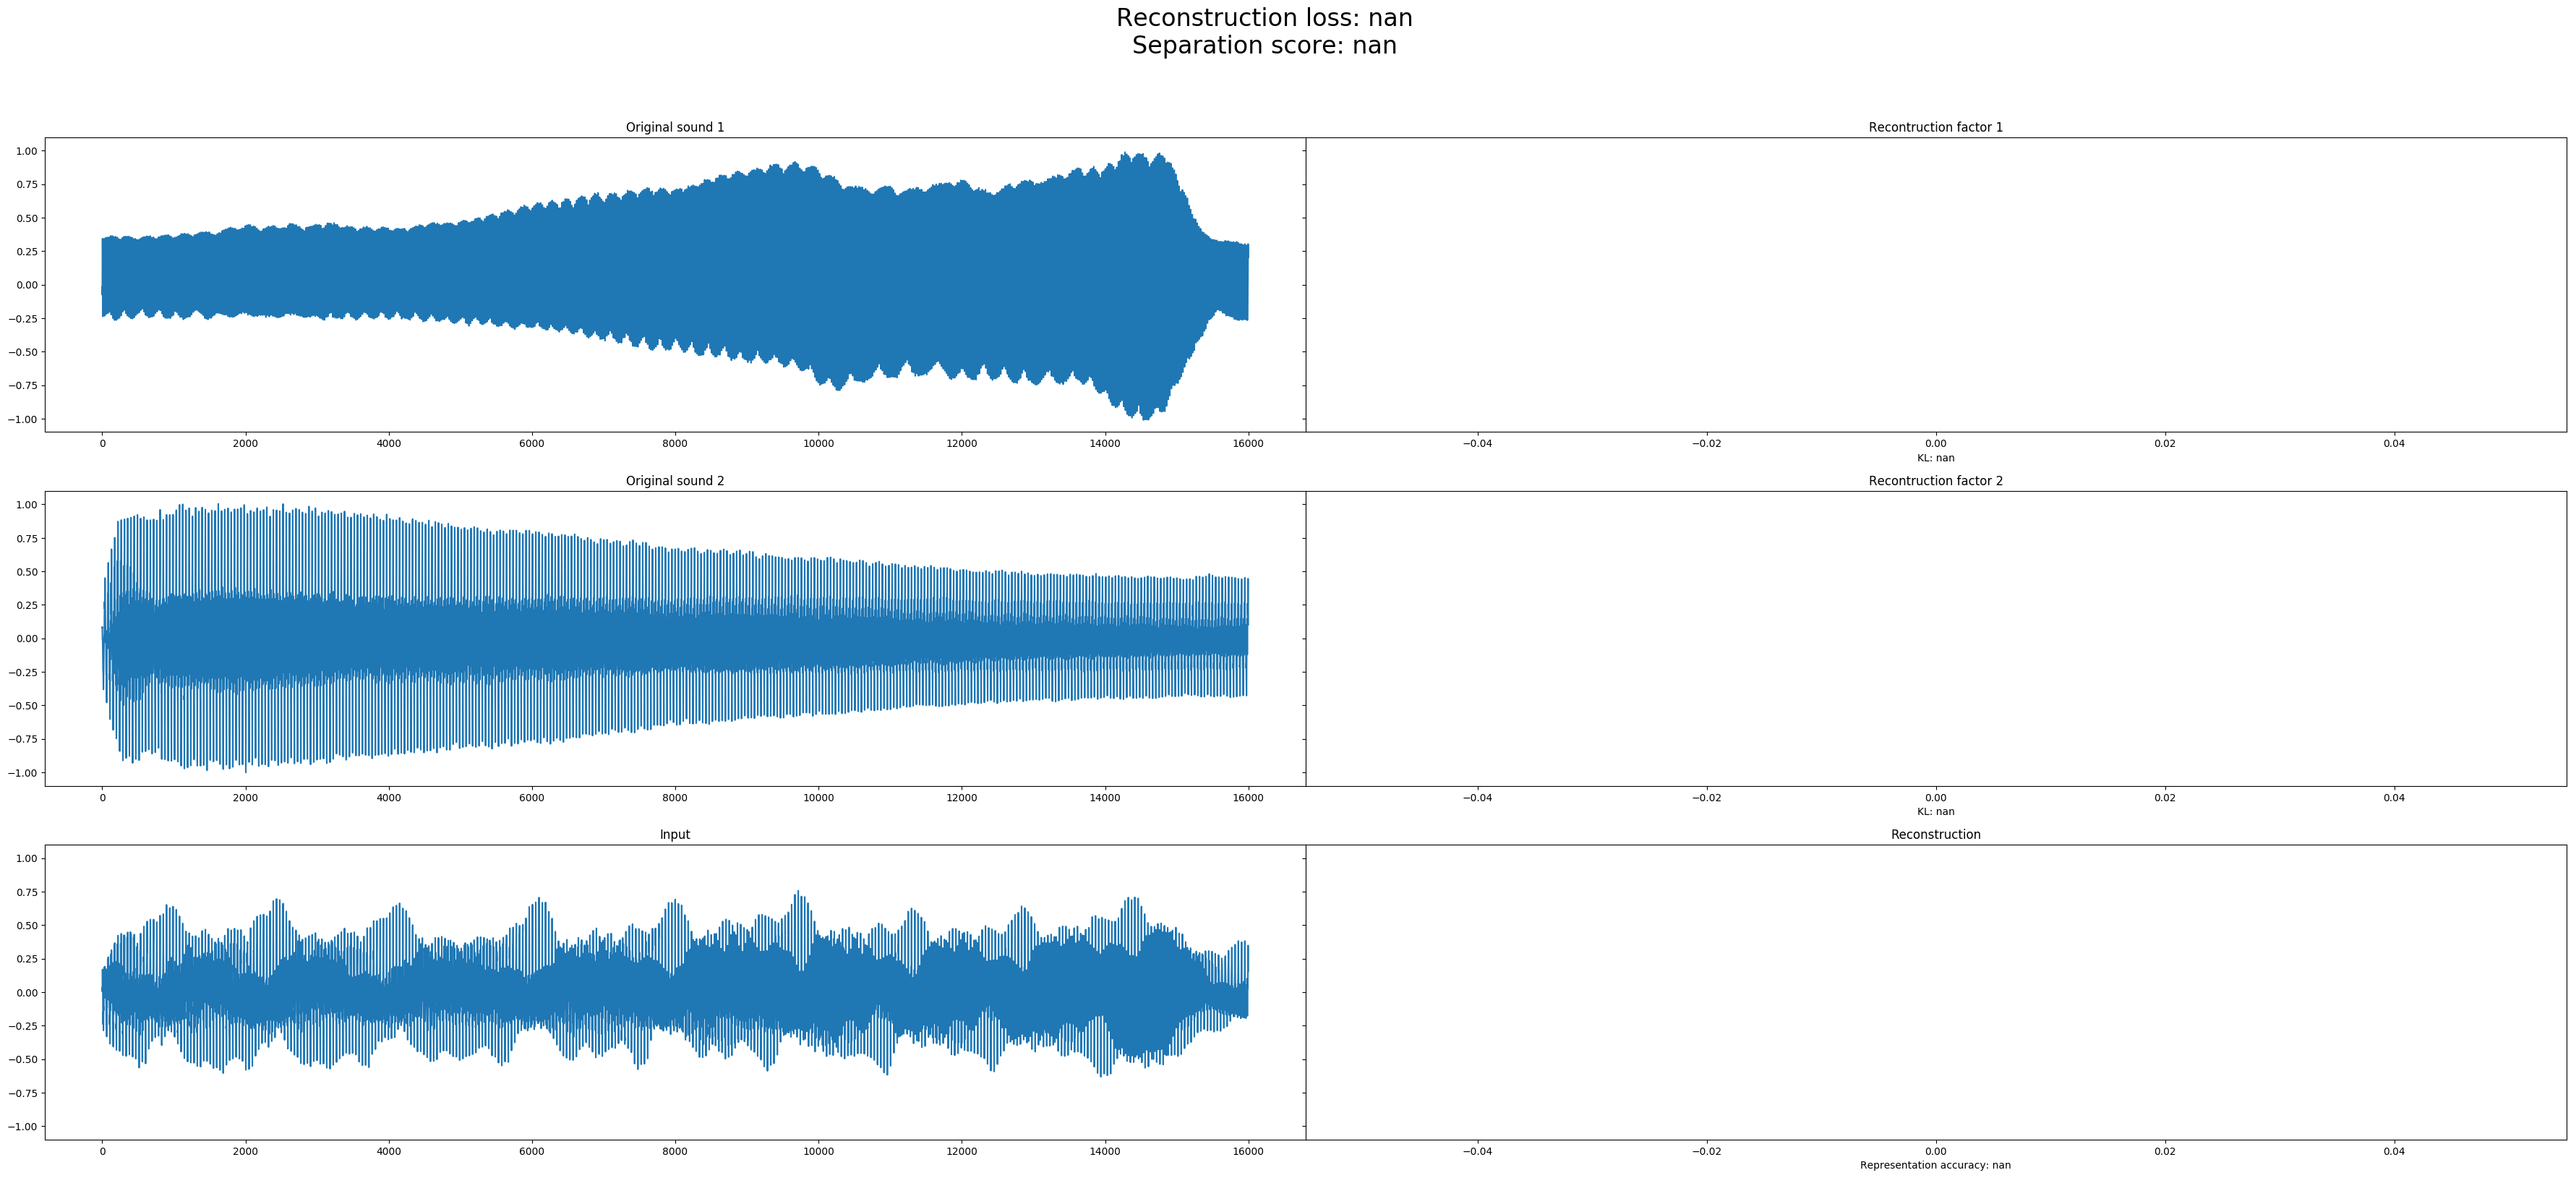 Reconstruction loss: nan
Separation score: nan
Original sound 1
Recontruction factor 1
1.00
0.75
0.50
0.25
0.00
−0.25
−0.50
−0.75
−1.00
0 2000 4000 6000 8000 10000 12000 14000 16000
−0.04 −0.02 0.00 0.02 0.04
KL: nan
Original sound 2
Recontruction factor 2
1.00
0.75
0.50
0.25
0.00
−0.25
−0.50
−0.75
−1.00
0 2000 4000 6000 8000 10000 12000 14000 16000
−0.04 −0.02 0.00 0.02 0.04
KL: nan
Input
Reconstruction
1.00
0.75
0.50
0.25
0.00
−0.25
−0.50
−0.75
−1.00
0 2000 4000 6000 8000 10000 12000 14000 16000
−0.04 −0.02 0.00 0.02 0.04
Representation accuracy: nan